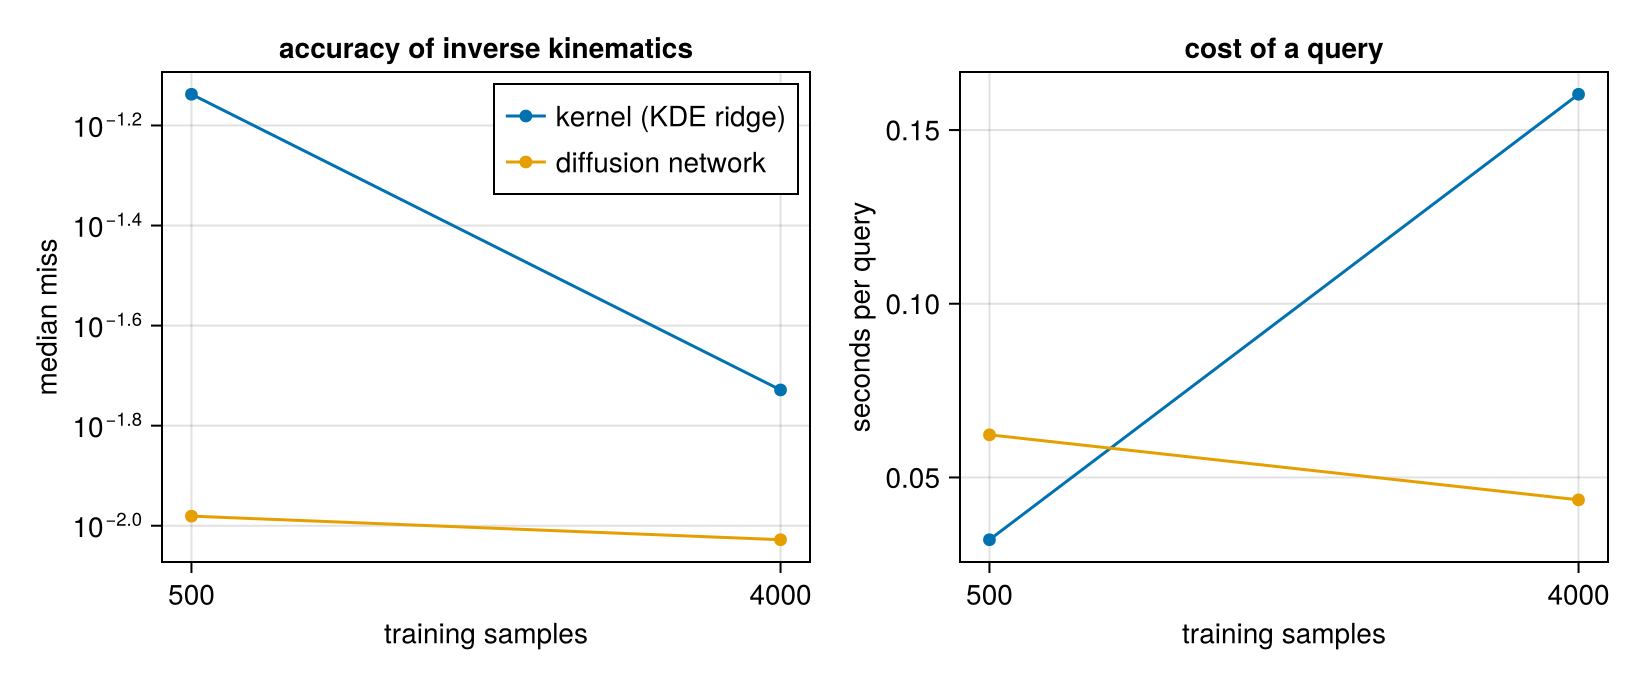 accuracy of inverse kinematics
kernel (KDE ridge)
diffusion network
10⁻¹·²
10⁻¹·⁴
10⁻¹·⁶
10⁻¹·⁸
10⁻²·⁰
median miss
500
4000
training samples
cost of a query
0.15
0.10
0.05
seconds per query
500
4000
training samples